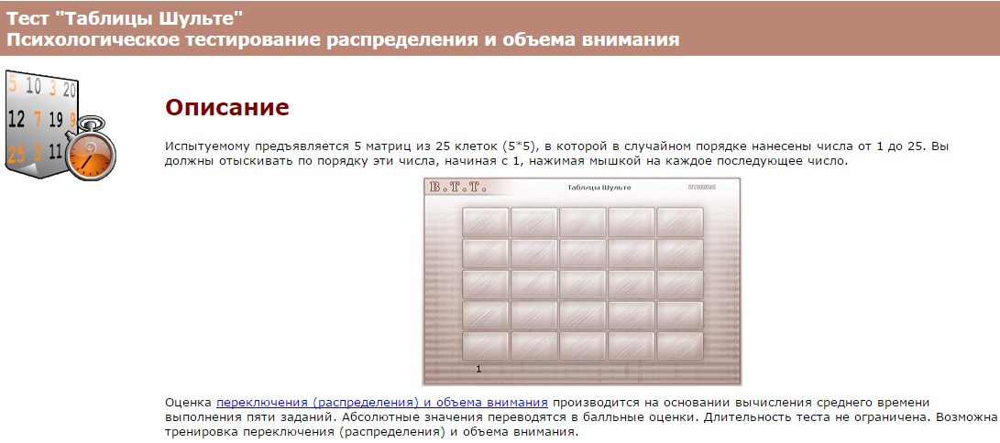 Тест "Таблицы Шульте"
Психологическое тестирование распределения и объема внимания
5 10 3 20
12 7 19 9
25 3 11
Описание
Испытуемому предъявляется 5 матриц из 25 клеток (5*5), в которой в случайном порядке нанесены числа от 1 до 25. Вы
должны отыскивать по порядку эти числа, начиная с 1, нажимая мышкой на каждое последующее число.
В.Т.Т. Таблицы Шульте
1
Оценка переключения (распределения) и объема внимания производится на основании вычисления среднего времени
выполнения пяти заданий. Абсолютные значения переводятся в балльные оценки. Длительность теста не ограничена. Возможна
тренировка переключения (распределения) и объема внимания.